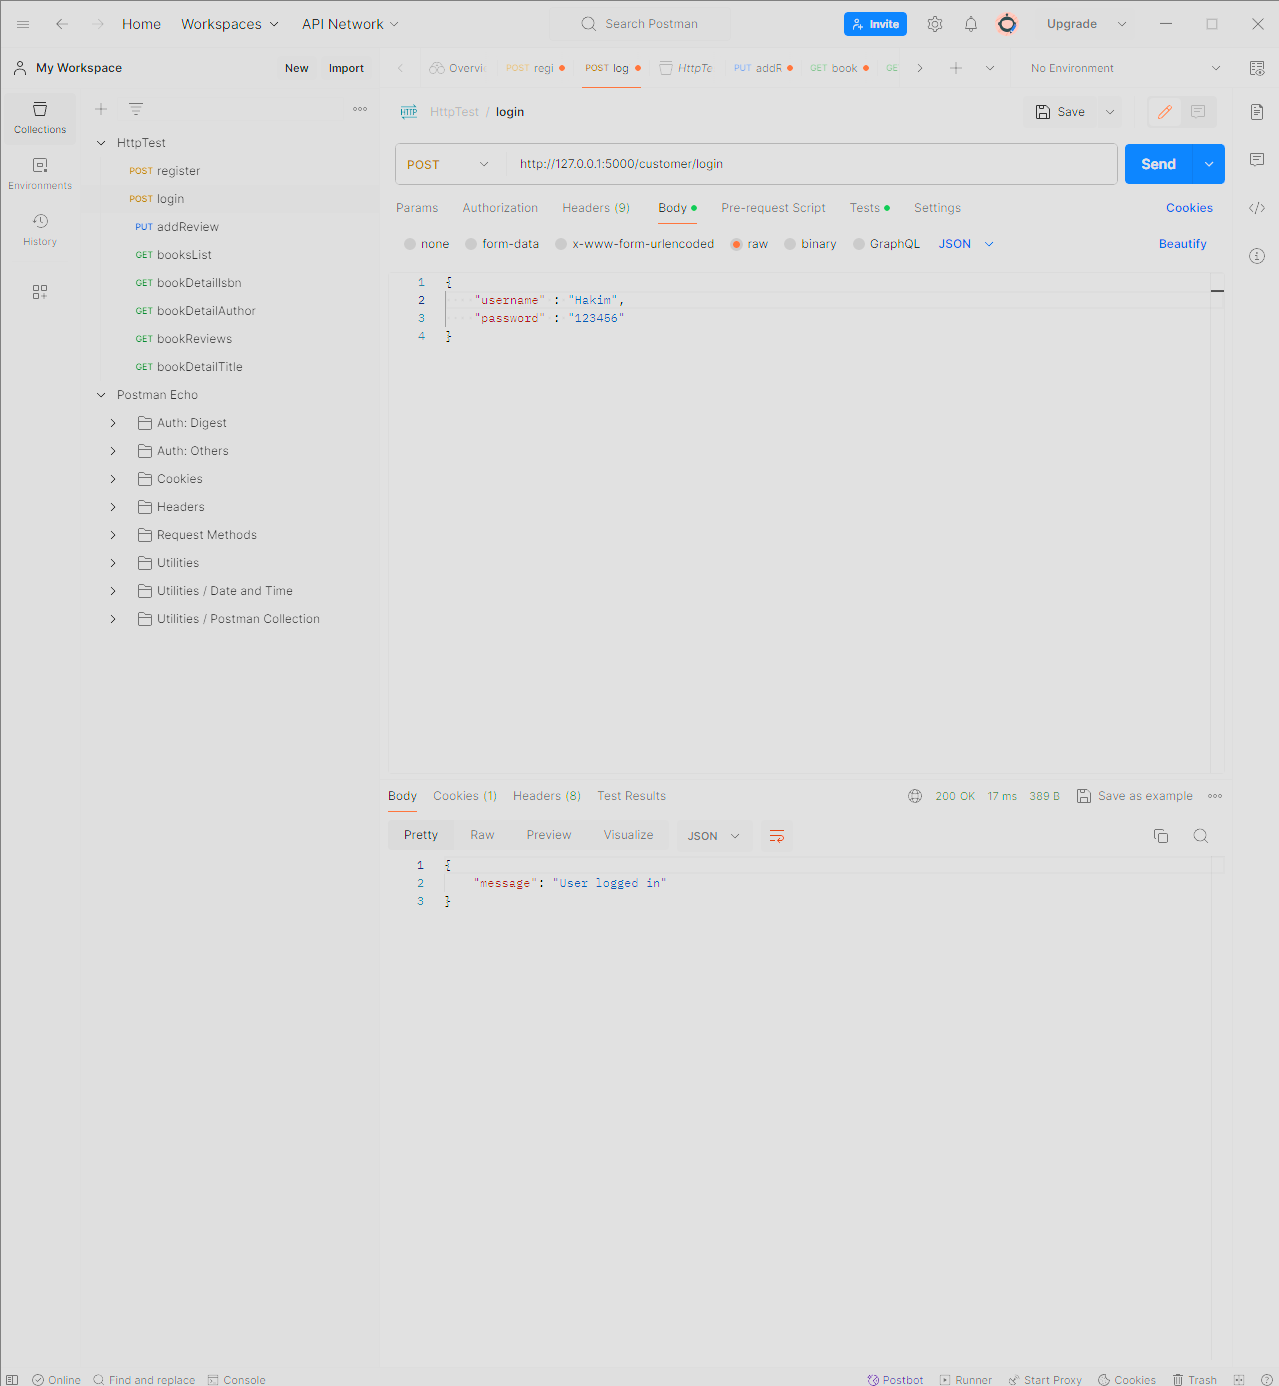 Home Workspaces API Network Search Postman Invite Upgrade
My Workspace New Import Overvi POST regi POST log HttpTe PUT addR GET book GE No Environment
Collections
Environments
History
HttpTest
POST register
POST login
PUT addReview
GET booksList
GET bookDetailIsbn
GET bookDetailAuthor
GET bookReviews
GET bookDetailTitle
Postman Echo
Auth: Digest
Auth: Others
Cookies
Headers
Request Methods
Utilities
Utilities / Date and Time
Utilities / Postman Collection
HTTP HttpTest / login Save
POST http://127.0.0.1:5000/customer/login Send
Params Authorization Headers (9) Body Pre-request Script Tests Settings Cookies
none form-data x-www-form-urlencoded raw binary GraphQL JSON Beautify
1 {
2 "username" : "Hakim",
3 "password" : "123456"
4 }
Body Cookies (1) Headers (8) Test Results 200 OK 17 ms 389 B Save as example
Pretty Raw Preview Visualize JSON
1 {
2 "message": "User logged in"
3 }
Online Find and replace Console Postbot Runner Start Proxy Cookies Trash